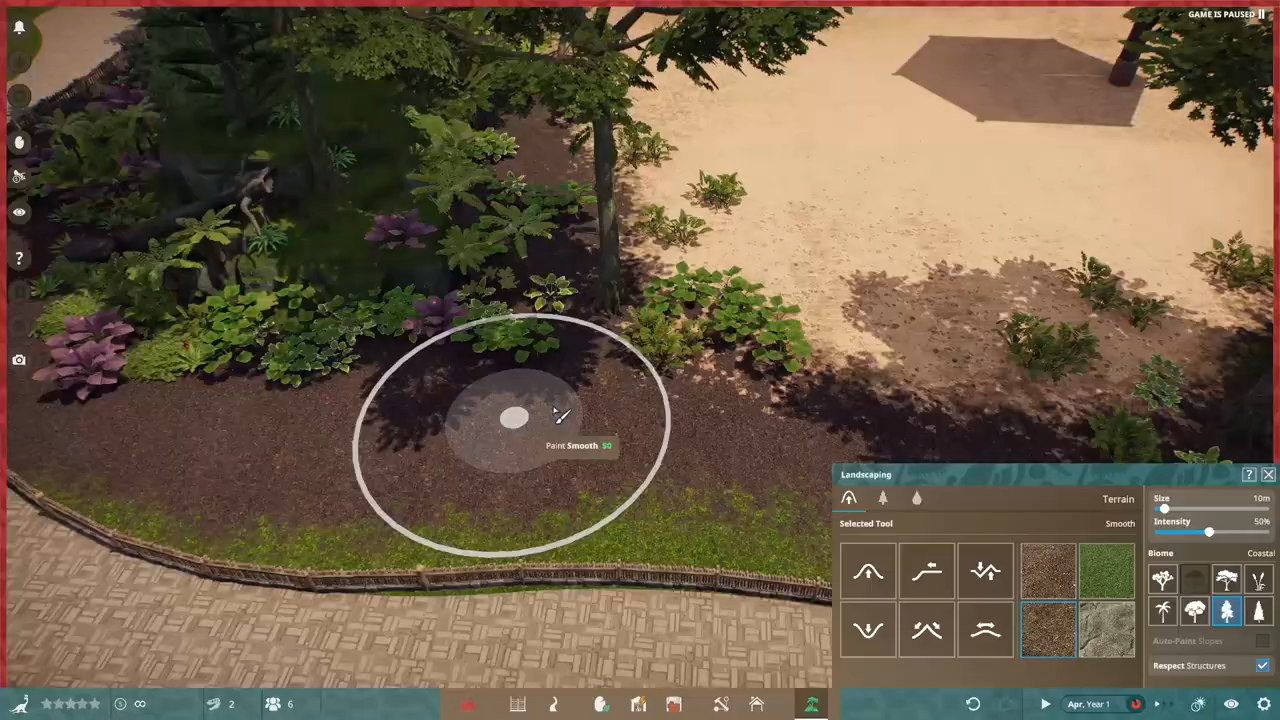 GAME IS PAUSED
?
Paint Smooth $0
Landscaping
?
Terrain
Selected Tool Smooth
Size 10m
Intensity 50%
Biome Coastal
Auto-Paint Slopes
Respect Structures
$ ∞
2
6
Apr, Year 1